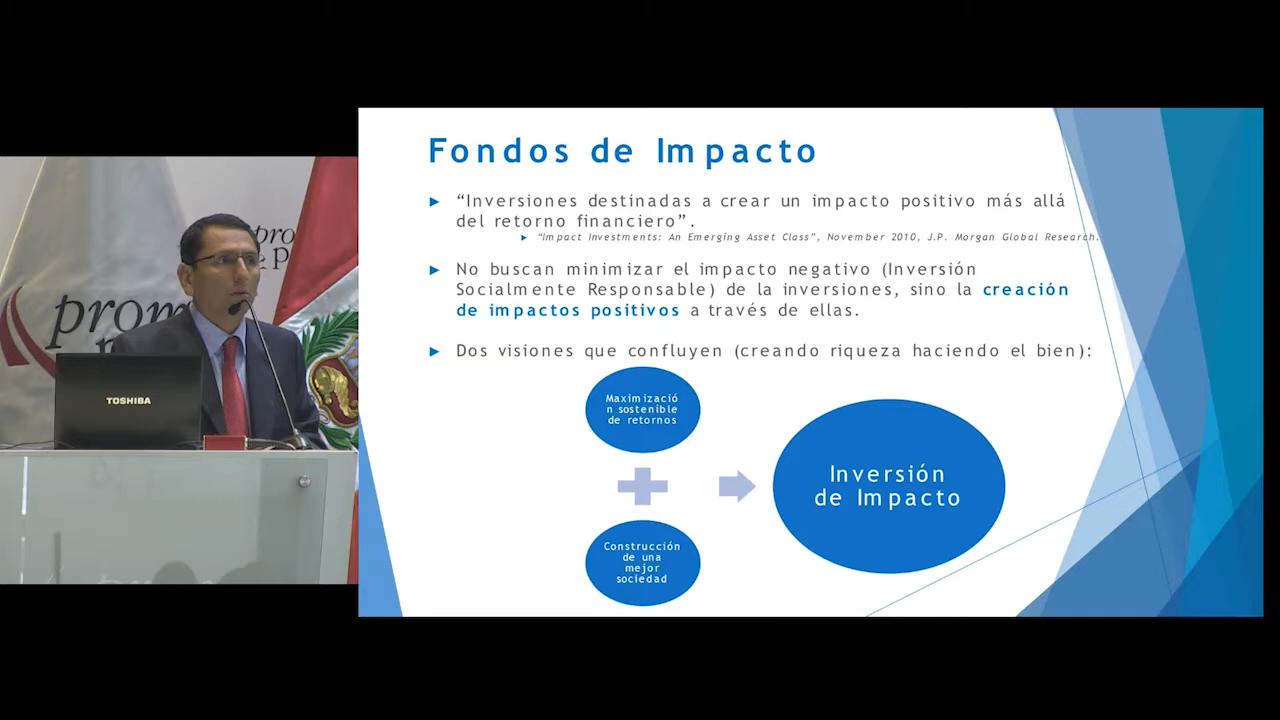 Fondos de Impacto
► “Inversiones destinadas a crear un impacto positivo más allá
del retorno financiero”.
► “Impact Investments: An Emerging Asset Class”, November 2010, J.P. Morgan Global Research.
► No buscan minimizar el impacto negativo (Inversión
Socialmente Responsable) de la inversiones, sino la creación
de impactos positivos a través de ellas.
► Dos visiones que confluyen (creando riqueza haciendo el bien):
Maximizació
n sostenible
de retornos
Construcción
de una
mejor
sociedad
Inversión
de Impacto
TOSHIBA